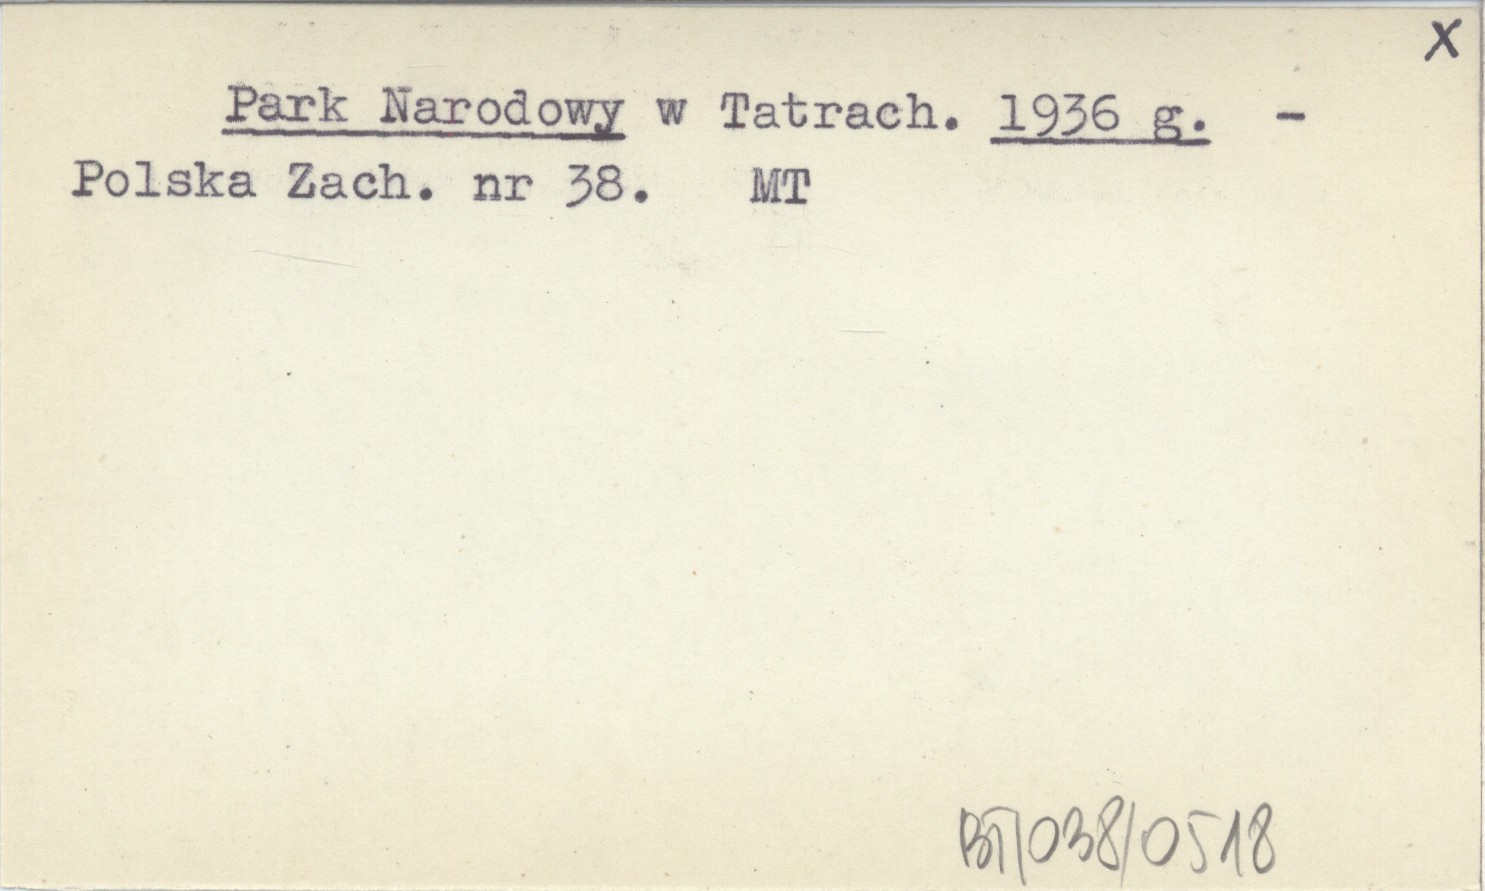 x
Park Narodowy w Tatrach. 1936 g. -
Polska Zach. nr 38. MT
BT/038/0518